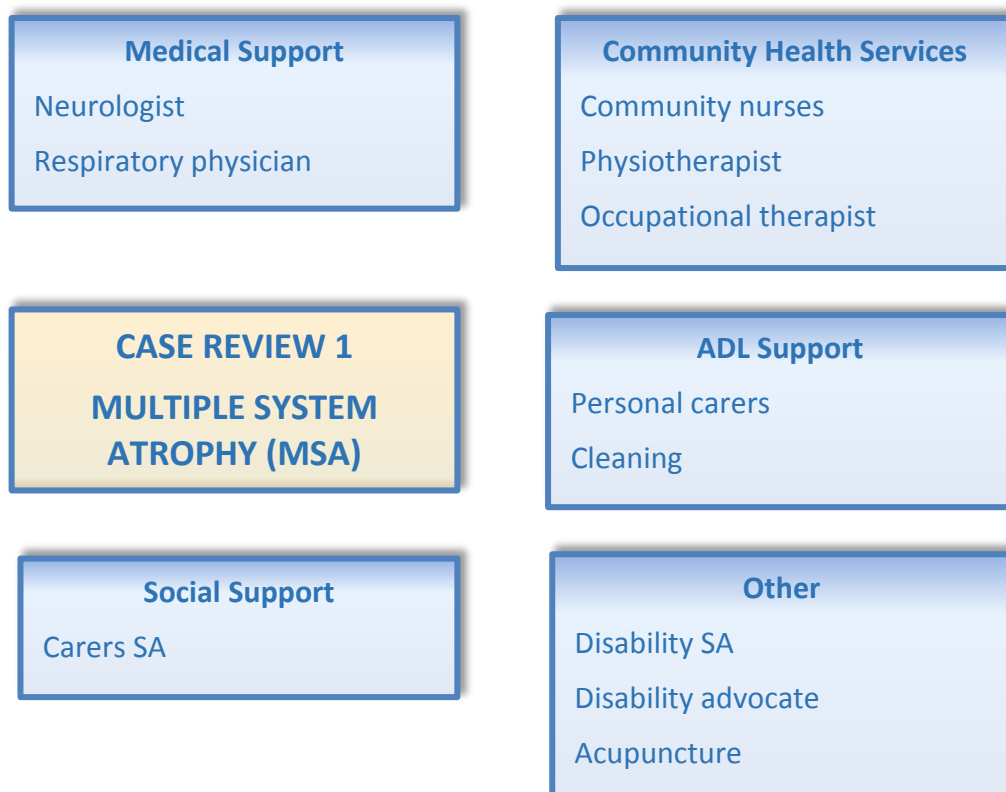 Medical Support
Neurologist
Respiratory physician
Community Health Services
Community nurses
Physiotherapist
Occupational therapist
CASE REVIEW 1
MULTIPLE SYSTEM
ATROPHY (MSA)
ADL Support
Personal carers
Cleaning
Social Support
Carers SA
Other
Disability SA
Disability advocate
Acupuncture